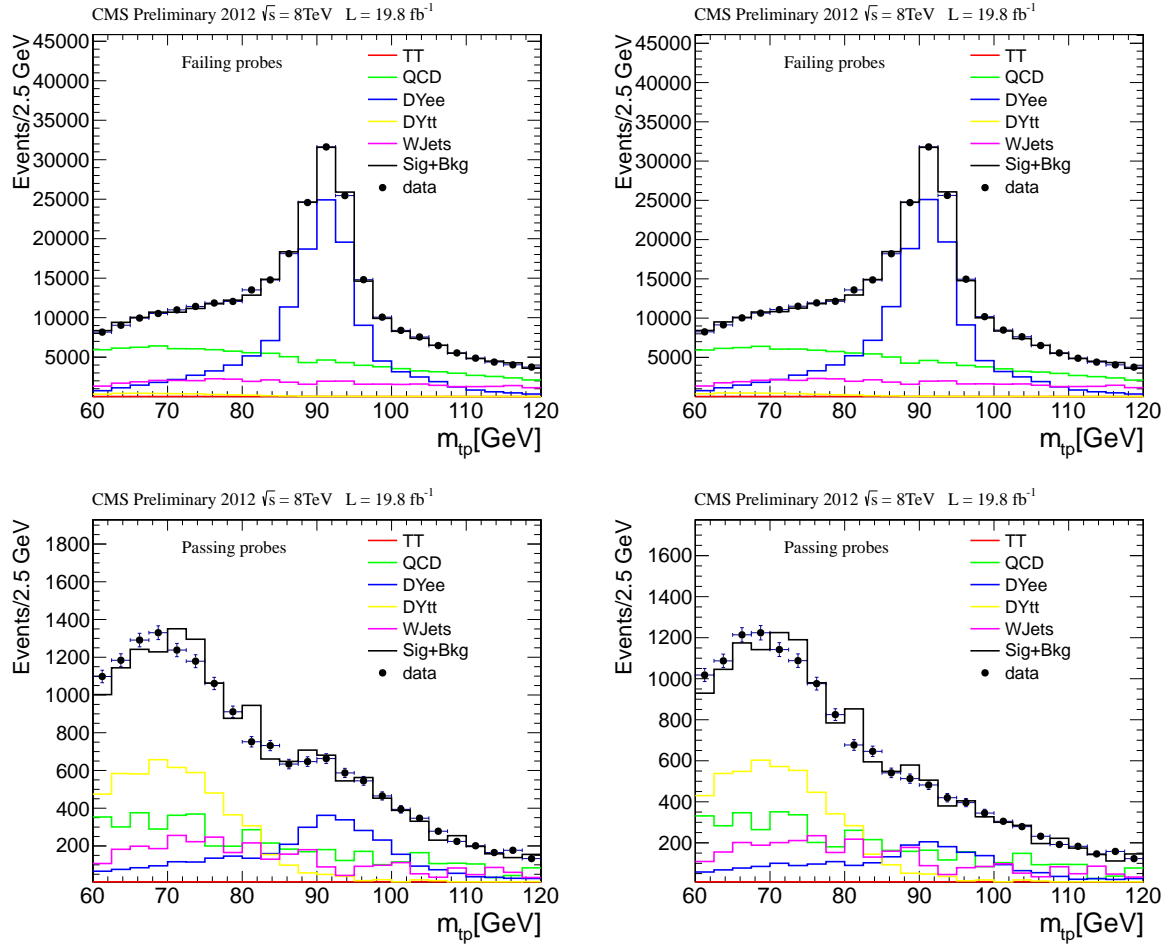 CMS Preliminary 2012 √s = 8TeV L = 19.8 fb⁻¹
Events/2.5 GeV
45000
40000
35000
30000
25000
20000
15000
10000
5000
Failing probes
TT
QCD
DYee
DYtt
WJets
Sig+Bkg
data
60 70 80 90 100 110 120
m_tp[GeV]
CMS Preliminary 2012 √s = 8TeV L = 19.8 fb⁻¹
Events/2.5 GeV
45000
40000
35000
30000
25000
20000
15000
10000
5000
Failing probes
TT
QCD
DYee
DYtt
WJets
Sig+Bkg
data
60 70 80 90 100 110 120
m_tp[GeV]
CMS Preliminary 2012 √s = 8TeV L = 19.8 fb⁻¹
Events/2.5 GeV
1800
1600
1400
1200
1000
800
600
400
200
Passing probes
TT
QCD
DYee
DYtt
WJets
Sig+Bkg
data
60 70 80 90 100 110 120
m_tp[GeV]
CMS Preliminary 2012 √s = 8TeV L = 19.8 fb⁻¹
Events/2.5 GeV
1600
1400
1200
1000
800
600
400
200
Passing probes
TT
QCD
DYee
DYtt
WJets
Sig+Bkg
data
60 70 80 90 100 110 120
m_tp[GeV]